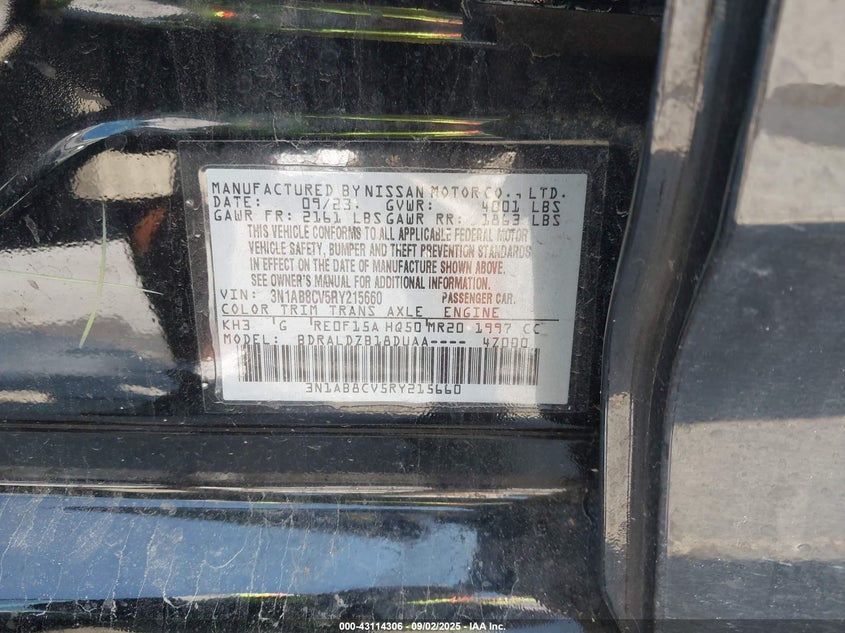 MANUFACTURED BY NISSAN MOTOR CO., LTD.
DATE: 09/23. GVWR: 4001 LBS
GAWR FR: 2161 LBS GAWR RR: 1863 LBS
THIS VEHICLE CONFORMS TO ALL APPLICABLE FEDERAL MOTOR
VEHICLE SAFETY, BUMPER AND THEFT PREVENTION STANDARDS
IN EFFECT ON THE DATE OF MANUFACTURE SHOWN ABOVE.
SEE OWNER'S MANUAL FOR ADDITIONAL INFORMATION.
VIN: 3N1AB8CV5RY215660 PASSENGER CAR.
COLOR TRIM TRANS AXLE ENGINE
KH3 'G RE0F15A HQ50 MR20 1997 CC
MODEL: BDRALDZB18DUAA---- 4Z000
3N1AB8CV5RY215660
000-43114306 - 09/02/2025 - IAA Inc.